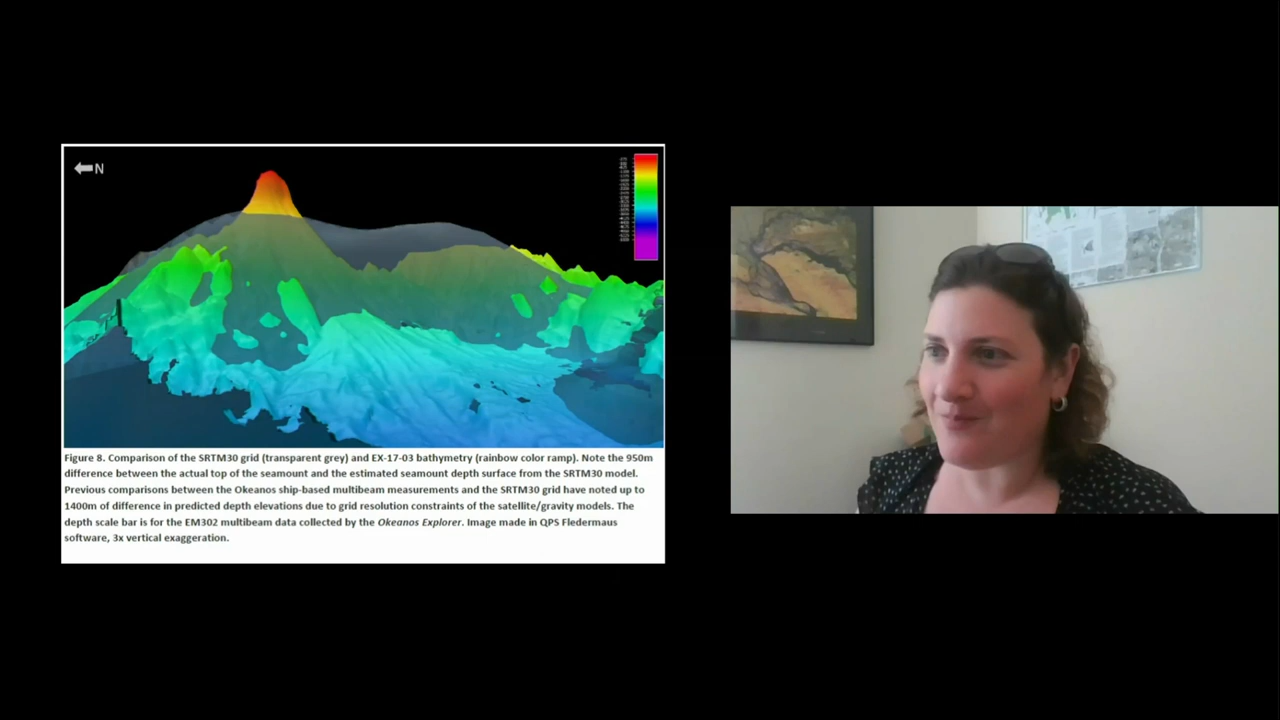 N
Figure 8. Comparison of the SRTM30 grid (transparent grey) and EX-17-03 bathymetry (rainbow color ramp). Note the 950m
difference between the actual top of the seamount and the estimated seamount depth surface from the SRTM30 model.
Previous comparisons between the Okeanos ship-based multibeam measurements and the SRTM30 grid have noted up to
1400m of difference in predicted depth elevations due to grid resolution constraints of the satellite/gravity models. The
depth scale bar is for the EM302 multibeam data collected by the Okeanos Explorer. Image made in QPS Fledermaus
software, 3x vertical exaggeration.